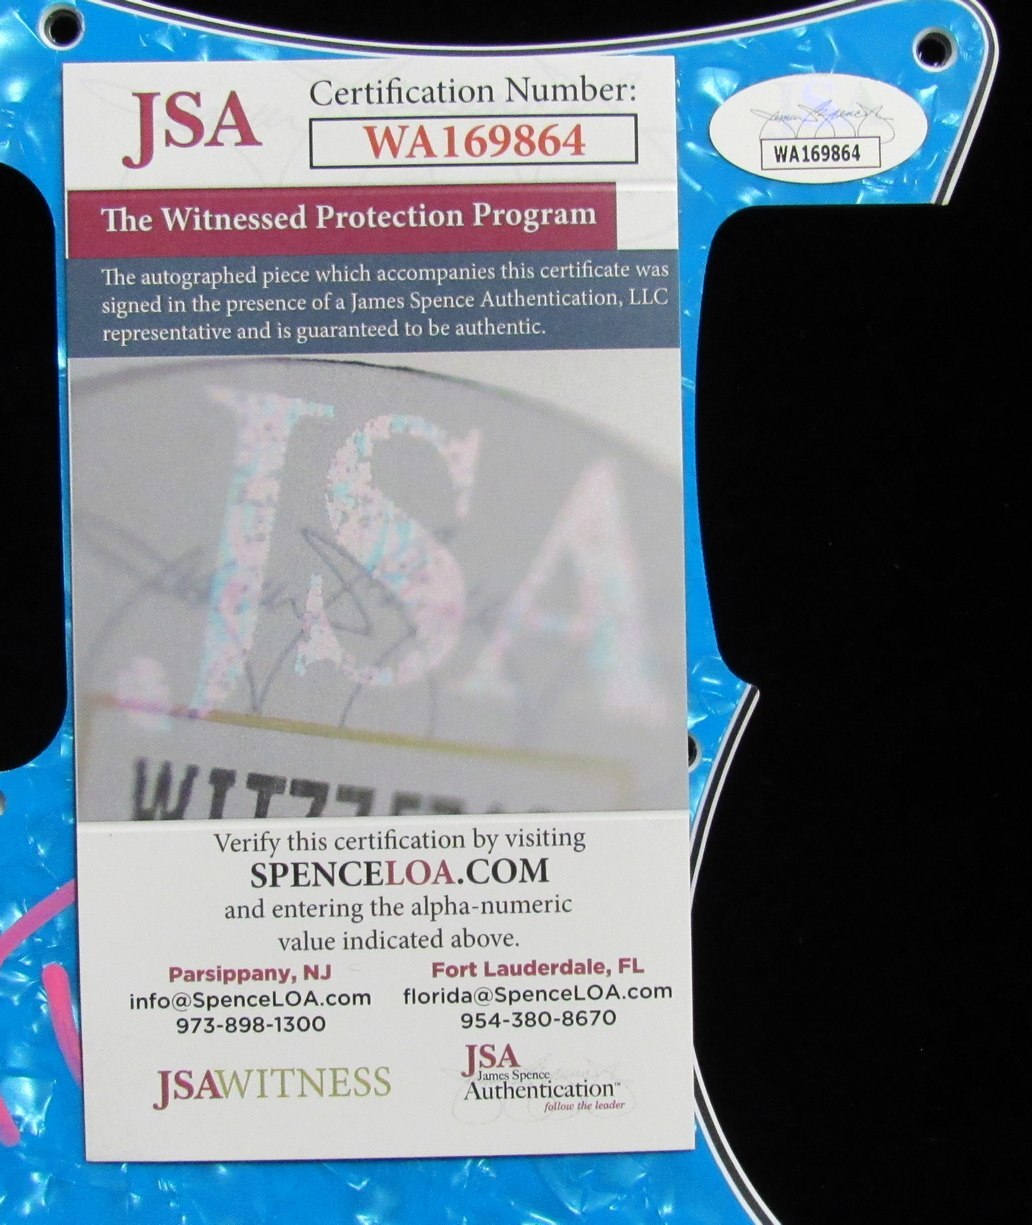 JSA
Certification Number:
WA169864
WA169864
The Witnessed Protection Program
The autographed piece which accompanies this certificate was
signed in the presence of a James Spence Authentication, LLC
representative and is guaranteed to be authentic.
JSA
Verify this certification by visiting
SPENCELOA.COM
and entering the alpha-numeric
value indicated above.
Parsippany, NJ
info@SpenceLOA.com
973-898-1300
Fort Lauderdale, FL
florida@SpenceLOA.com
954-380-8670
JSAWITNESS
JSA
James Spence
Authentication™
follow the leader